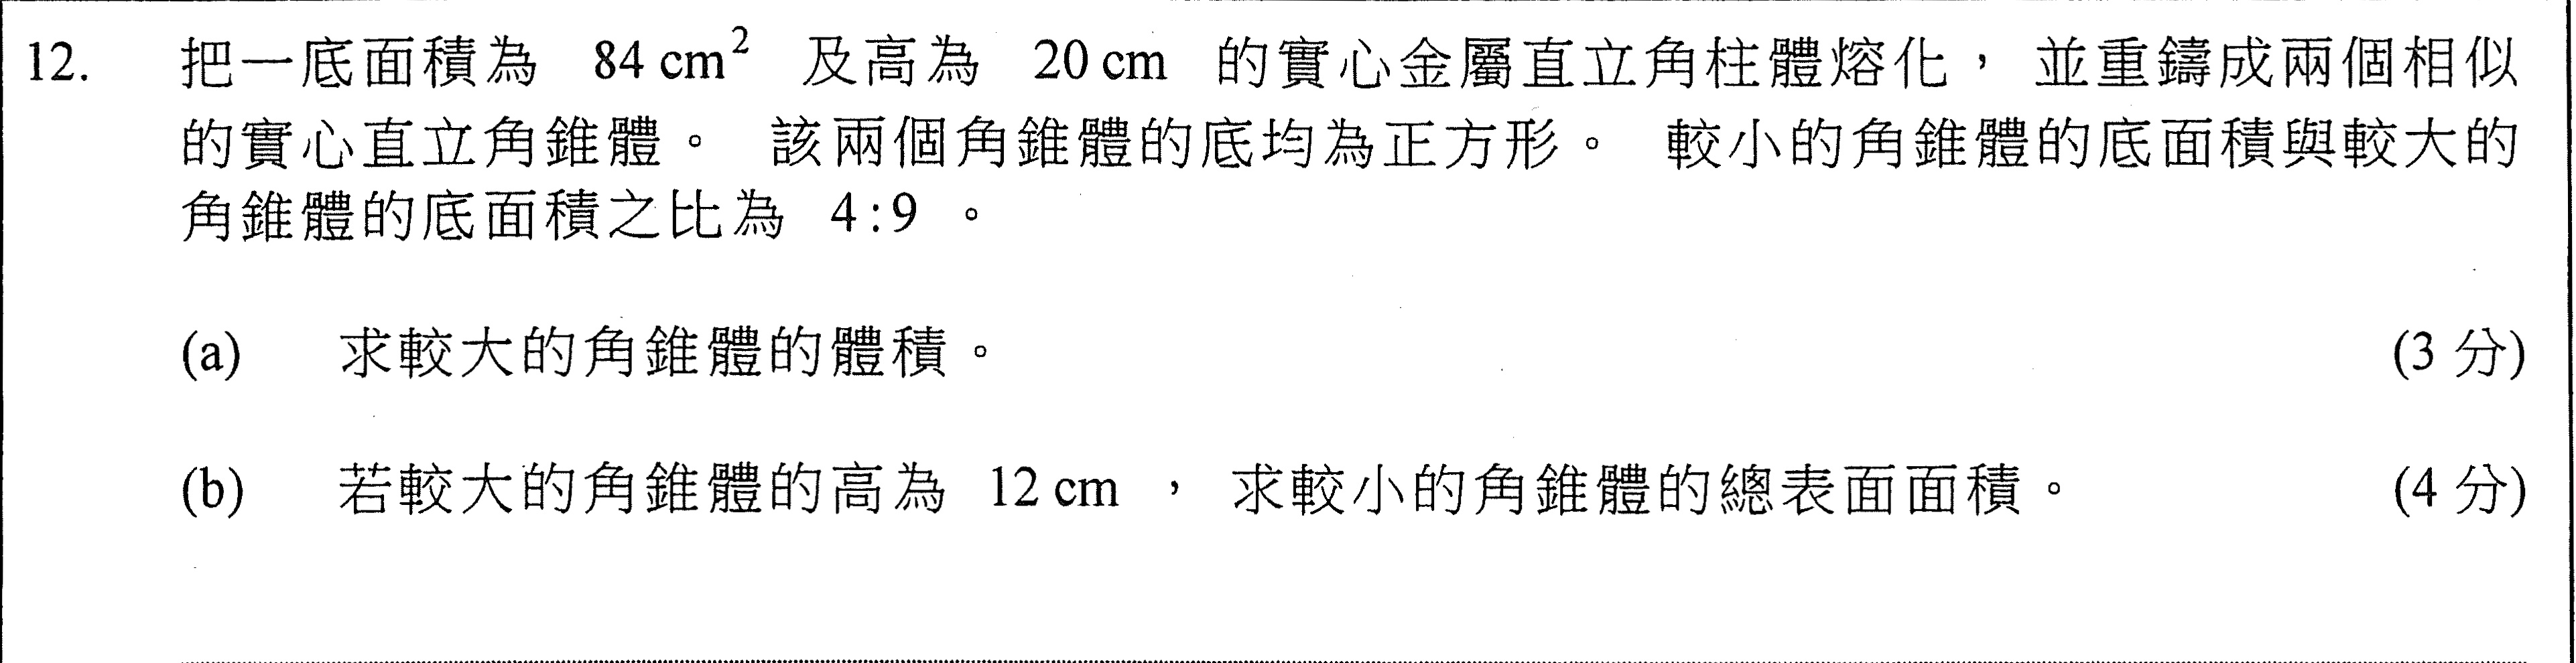 12. 把一底面積為 84 cm² 及高為 20 cm 的實心金屬直立角柱體熔化，並重鑄成兩個相似
的實心直立角錐體。 該兩個角錐體的底均為正方形。 較小的角錐體的底面積與較大的
角錐體的底面積之比為 4:9 。
(a) 求較大的角錐體的體積。 (3 分)
(b) 若較大的角錐體的高為 12 cm ， 求較小的角錐體的總表面面積。 (4 分)